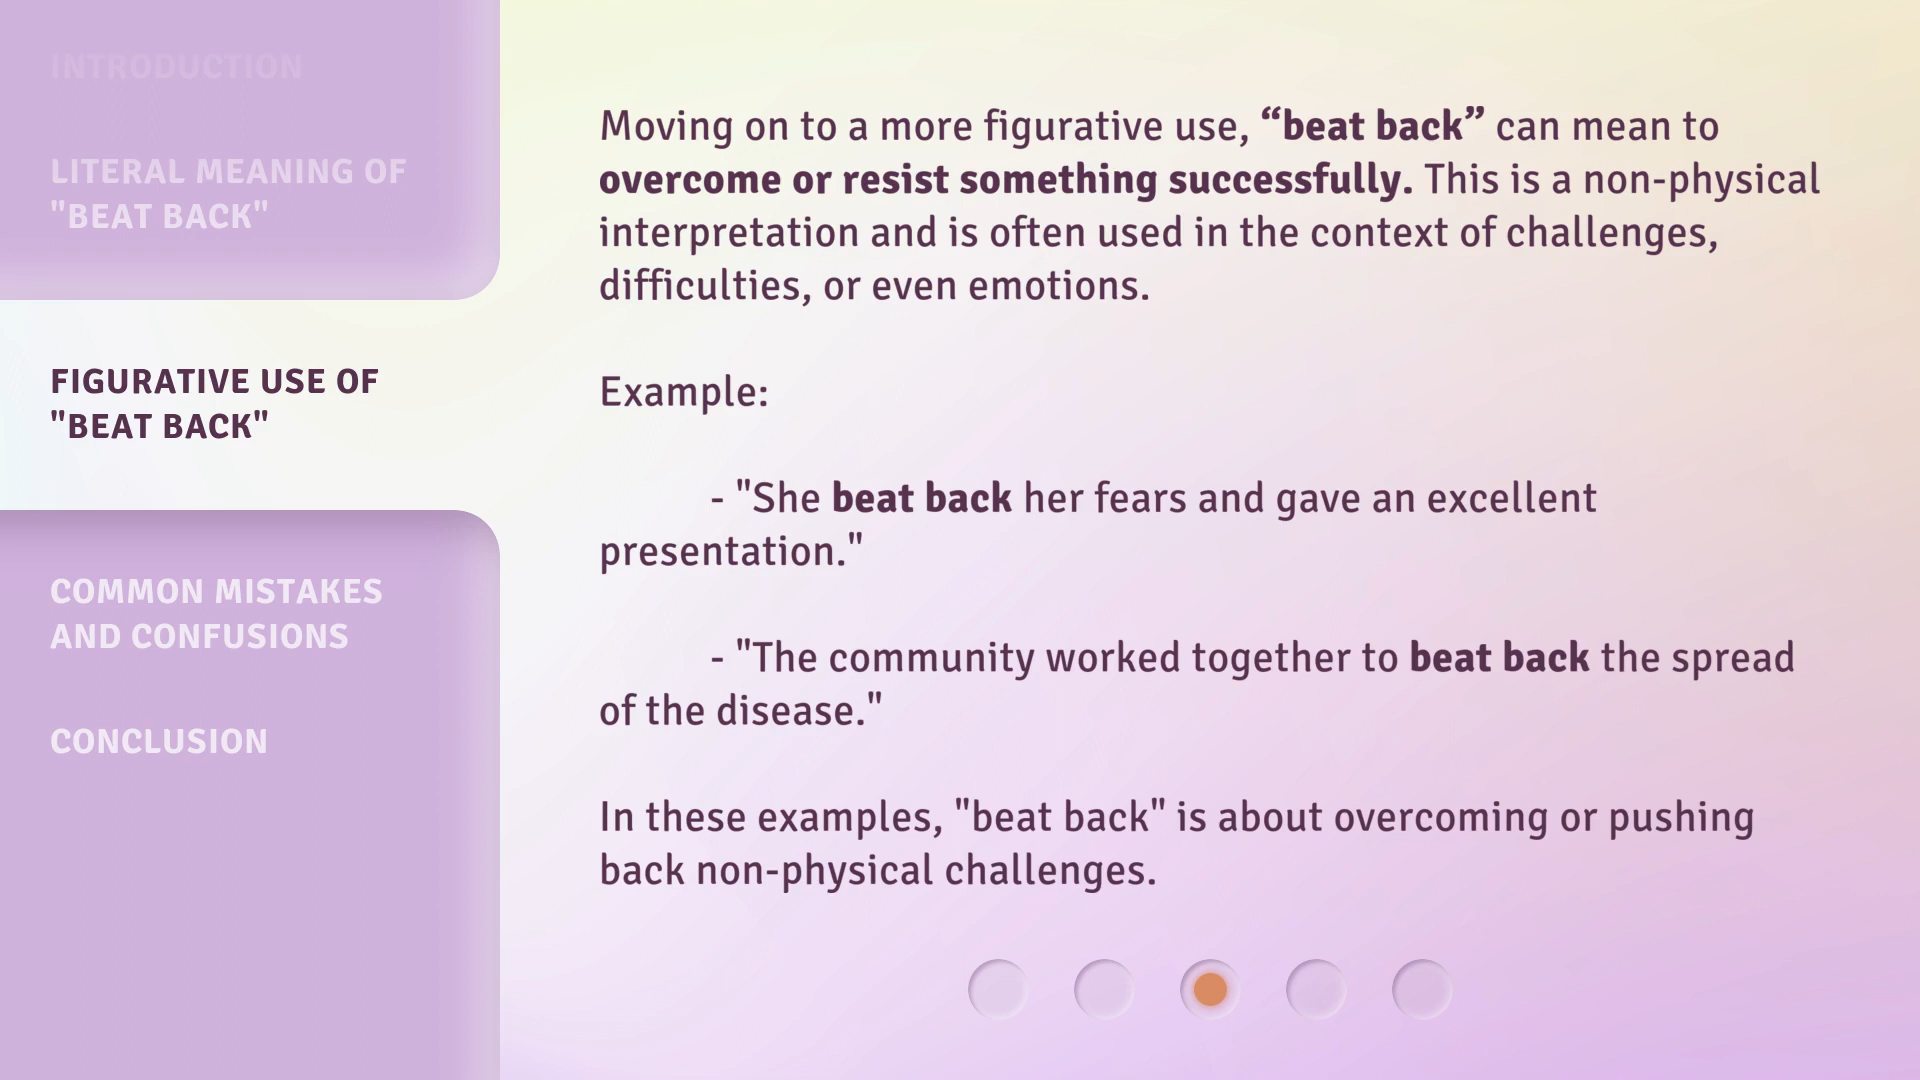 INTRODUCTION
LITERAL MEANING OF
"BEAT BACK"
FIGURATIVE USE OF
"BEAT BACK"
COMMON MISTAKES
AND CONFUSIONS
CONCLUSION
Moving on to a more figurative use, “beat back” can mean to
overcome or resist something successfully. This is a non-physical
interpretation and is often used in the context of challenges,
difficulties, or even emotions.
Example:
- "She beat back her fears and gave an excellent
presentation."
- "The community worked together to beat back the spread
of the disease."
In these examples, "beat back" is about overcoming or pushing
back non-physical challenges.